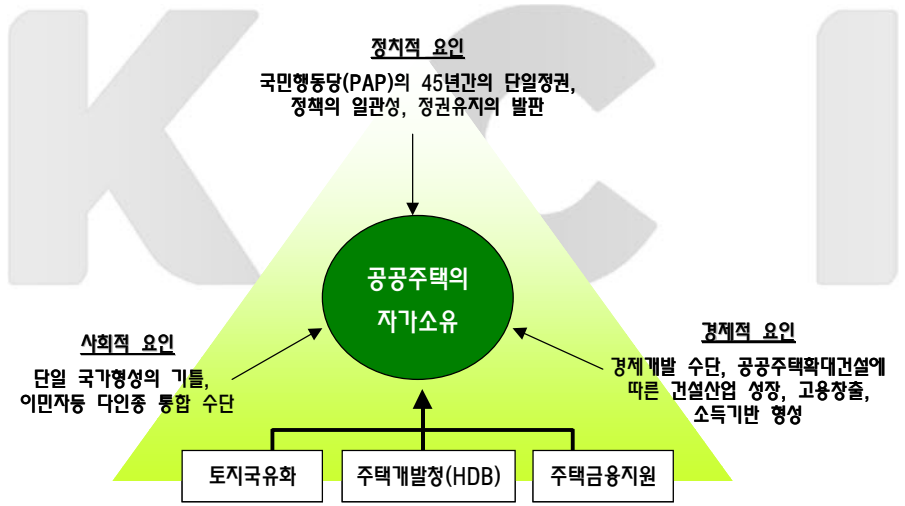 KCI
정치적 요인
국민행동당(PAP)의 45년간의 단일정권,
정책의 일관성, 정권유지의 발판
공공주택의
자가소유
사회적 요인
단일 국가형성의 기틀,
이민자등 다인종 통합 수단
경제적 요인
경제개발 수단, 공공주택확대건설에
따른 건설산업 성장, 고용창출,
소득기반 형성
토지국유화
주택개발청(HDB)
주택금융지원